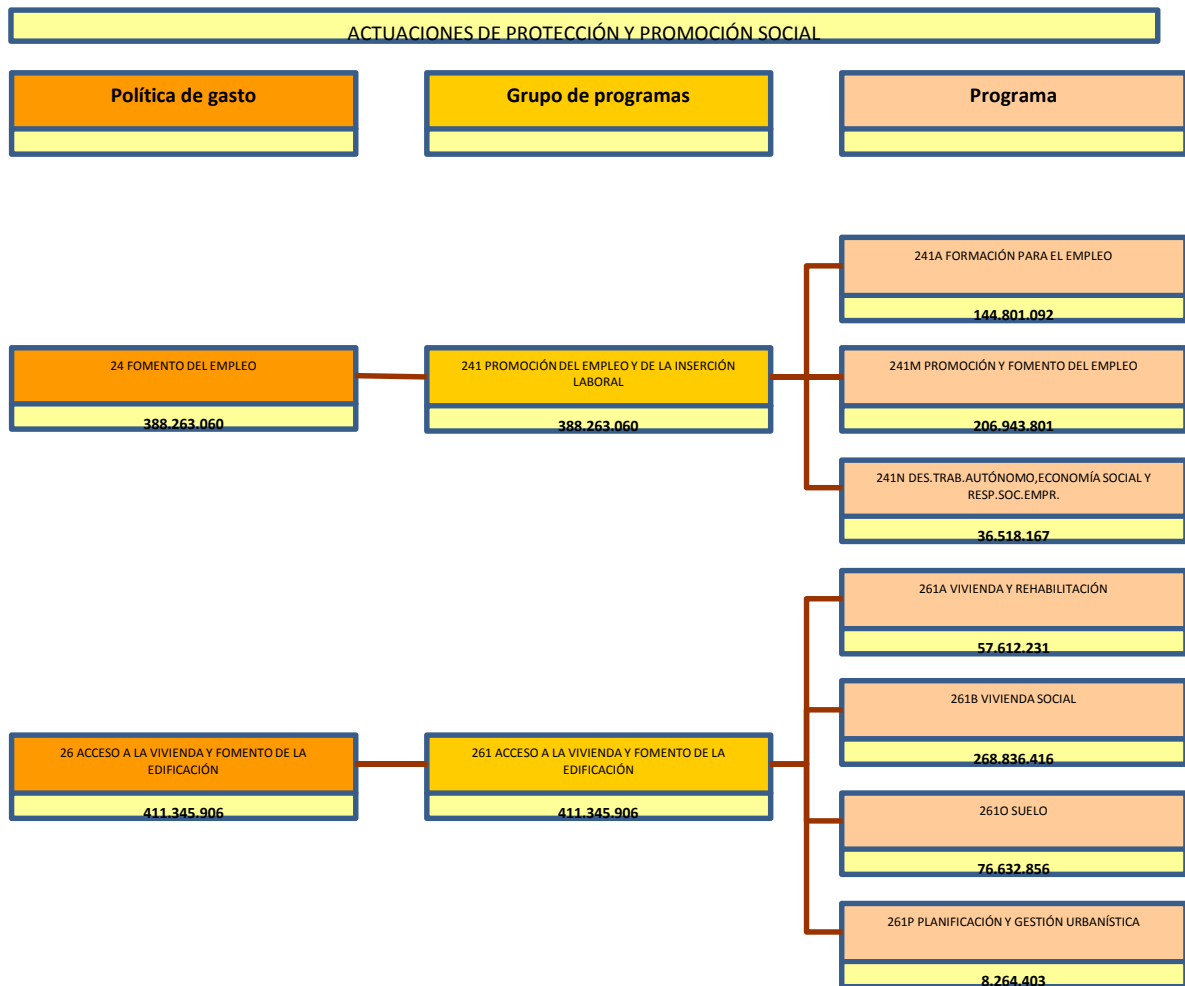 ACTUACIONES DE PROTECCIÓN Y PROMOCIÓN SOCIAL
Política de gasto
Grupo de programas
Programa
241A FORMACIÓN PARA EL EMPLEO
144.801.092
24 FOMENTO DEL EMPLEO
388.263.060
241 PROMOCIÓN DEL EMPLEO Y DE LA INSERCIÓN
LABORAL
388.263.060
241M PROMOCIÓN Y FOMENTO DEL EMPLEO
206.943.801
241N DES.TRAB.AUTÓNOMO,ECONOMÍA SOCIAL Y
RESP.SOC.EMPR.
36.518.167
261A VIVIENDA Y REHABILITACIÓN
57.612.231
261B VIVIENDA SOCIAL
268.836.416
26 ACCESO A LA VIVIENDA Y FOMENTO DE LA
EDIFICACIÓN
411.345.906
261 ACCESO A LA VIVIENDA Y FOMENTO DE LA
EDIFICACIÓN
411.345.906
261O SUELO
76.632.856
261P PLANIFICACIÓN Y GESTIÓN URBANÍSTICA
8.264.403